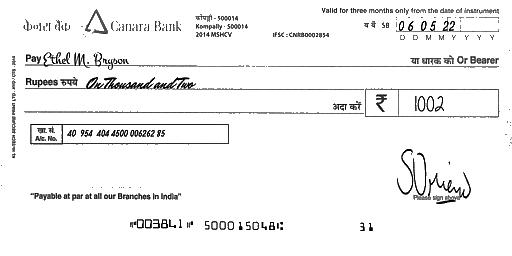 केनरा बैंक Canara Bank
कोंपल्ली - 500014
Kompally - 500014
2014 MSHCV
IFSC : CNRB0002854
Valid for three months only from the date of instrument
SB 06 05 22
D D M M Y Y Y Y
Pay Ethel M. Bryson या धारक को Or Bearer
Rupees रुपये On Thousand and Two
अदा करें ₹ 1002
खा. सं.
A/c. No. 40 954 404 4500 006262 85
Please sign above
"Payable at par at all our Branches in India"
⑈003841⑈ 500015048⑆ 31